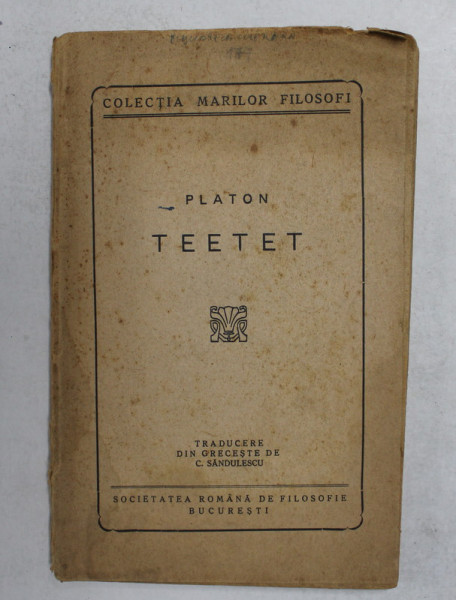 COLECȚIA MARILOR FILOSOFI
PLATON
TEETET
TRADUCERE
DIN GRECEȘTE DE
C. SĂNDULESCU
SOCIETATEA ROMÂNĂ DE FILOSOFIE
BUCUREȘTI